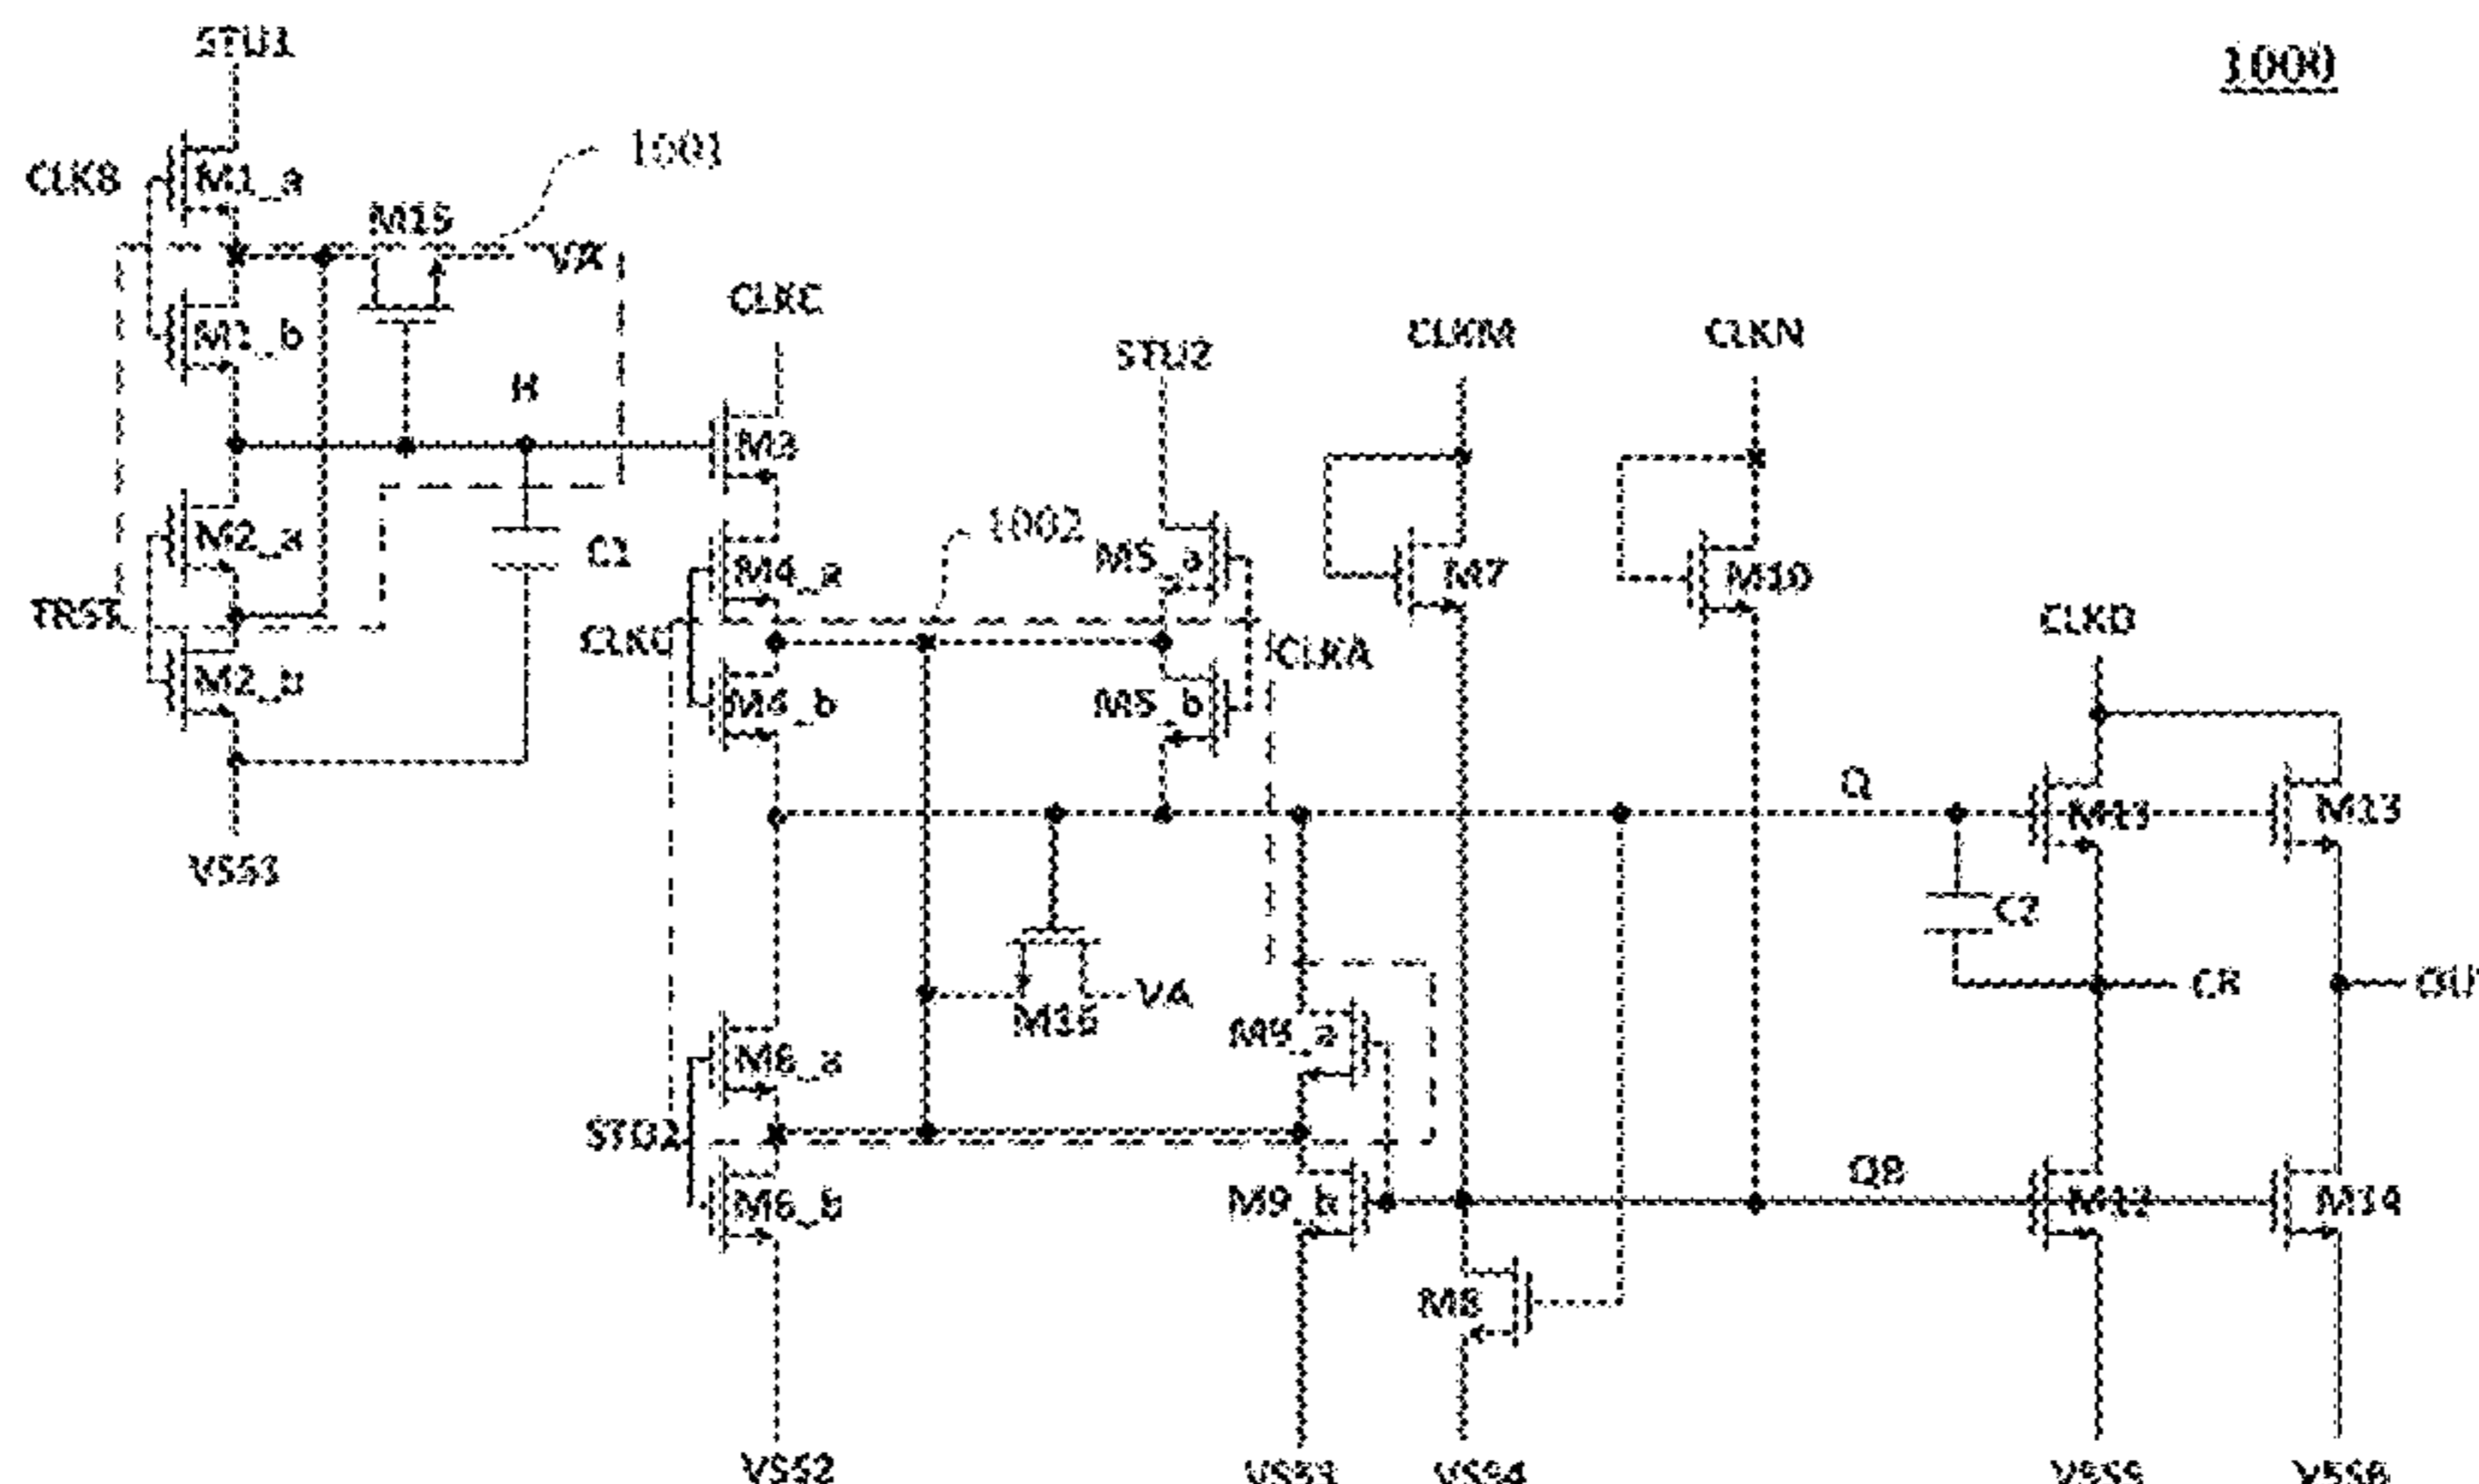 STU1
1000
CLKB
M1_a
1001
M15
VA
M1_b
CLKC
CLKM
CLKN
STU2
H
M3
M2_a
C1
1002
M4_a
M5_a
M7
M10
TRST
CLKC
CLKA
CLKD
M2_b
M4_b
M5_b
Q
M11
M13
VSS1
C2
CR
VA
M16
M9_a
M6_a
STD2
QB
M6_b
M9_b
M12
M14
M8
VSS2
VSS3
VSS4
VSS5
VSS6